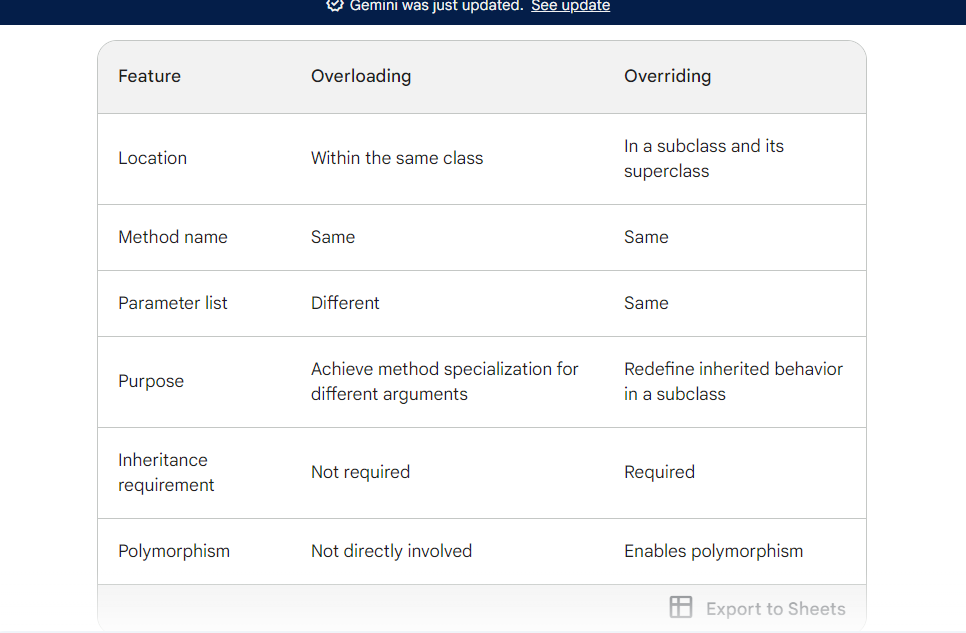 Gemini was just updated. See update
Feature Overloading Overriding
Location Within the same class In a subclass and its
superclass
Method name Same Same
Parameter list Different Same
Purpose Achieve method specialization for
different arguments Redefine inherited behavior
in a subclass
Inheritance
requirement Not required Required
Polymorphism Not directly involved Enables polymorphism
Export to Sheets